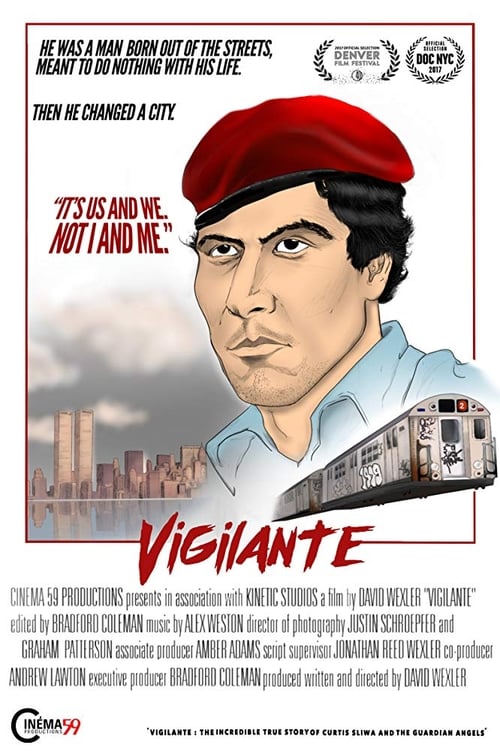 HE WAS A MAN BORN OUT OF THE STREETS,
MEANT TO DO NOTHING WITH HIS LIFE.
THEN HE CHANGED A CITY.
2017 OFFICIAL SELECTION
DENVER
FILM FESTIVAL
OFFICIAL
SELECTION
DOC NYC
2017
"IT'S US AND WE.
NOT I AND ME."
2
VIGILANTE
CINEMA 59 PRODUCTIONS presents in association with KINETIC STUDIOS a film by DAVID WEXLER "VIGILANTE"
edited by BRADFORD COLEMAN music by ALEX WESTON director of photography JUSTIN SCHROEPFER and
GRAHAM PATTERSON associate producer AMBER ADAMS script supervisor JONATHAN REED WEXLER co-producer
ANDREW LAWTON executive producer BRADFORD COLEMAN produced written and directed by DAVID WEXLER
CINÉMA59
PRODUCTIONS
"VIGILANTE : THE INCREDIBLE TRUE STORY OF CURTIS SLIWA AND THE GUARDIAN ANGELS"